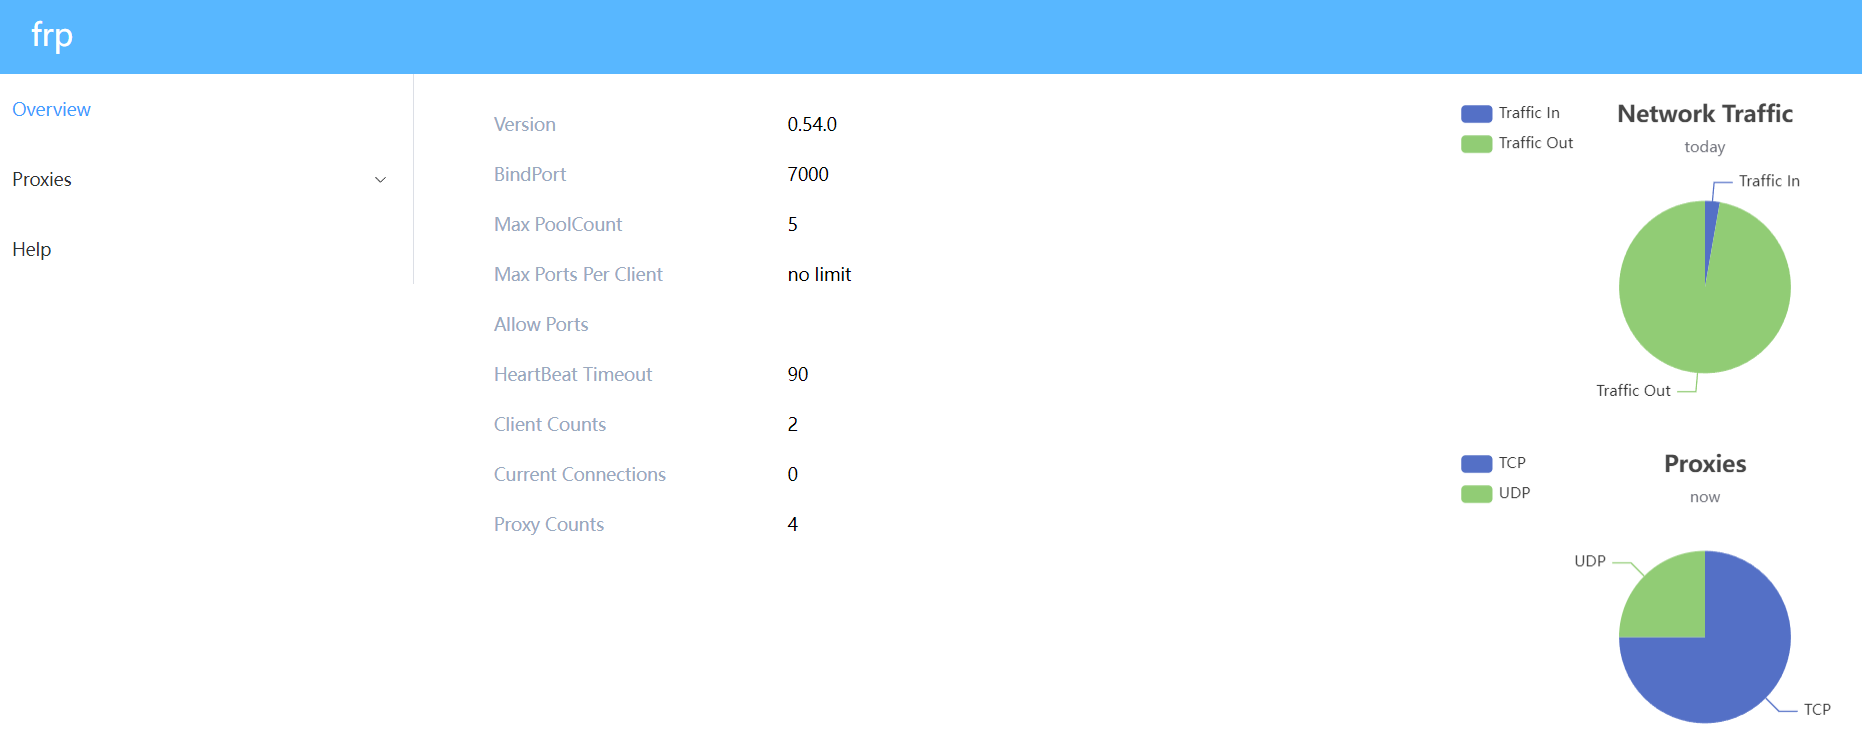 frp
Overview
Proxies
Help
Version 0.54.0
BindPort 7000
Max PoolCount 5
Max Ports Per Client no limit
Allow Ports
HeartBeat Timeout 90
Client Counts 2
Current Connections 0
Proxy Counts 4
Traffic In
Traffic Out
Network Traffic
today
Traffic In
Traffic Out
TCP
UDP
Proxies
now
UDP
TCP